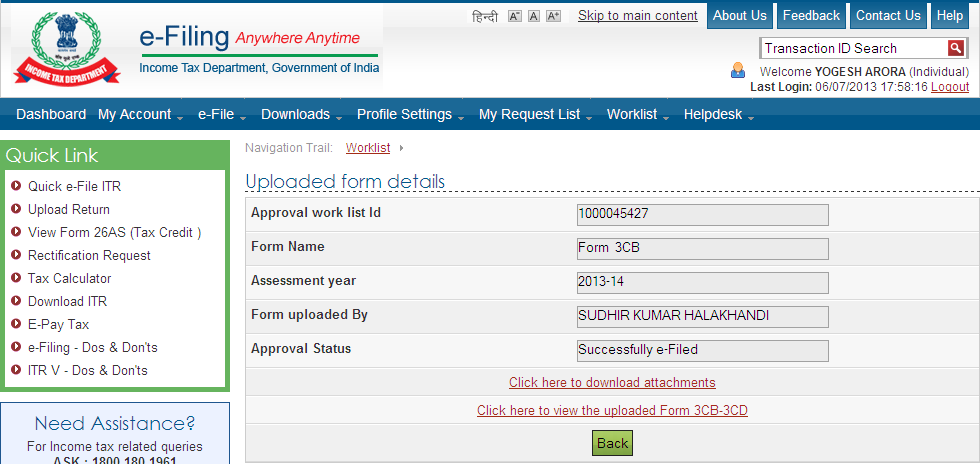 हिन्दी A- A A+ Skip to main content About Us Feedback Contact Us Help
e-Filing Anywhere Anytime
Income Tax Department, Government of India
INCOME TAX DEPARTMENT
Transaction ID Search
Welcome YOGESH ARORA (Individual)
Last Login: 06/07/2013 17:58:16 Logout
Dashboard My Account e-File Downloads Profile Settings My Request List Worklist Helpdesk
Quick Link
Quick e-File ITR
Upload Return
View Form 26AS (Tax Credit )
Rectification Request
Tax Calculator
Download ITR
E-Pay Tax
e-Filing - Dos & Don'ts
ITR V - Dos & Don'ts
Need Assistance?
For Income tax related queries
ASK : 1800 180 1961
Navigation Trail: Worklist
Uploaded form details
Approval work list Id 1000045427
Form Name Form 3CB
Assessment year 2013-14
Form uploaded By SUDHIR KUMAR HALAKHANDI
Approval Status Successfully e-Filed
Click here to download attachments
Click here to view the uploaded Form 3CB-3CD
Back